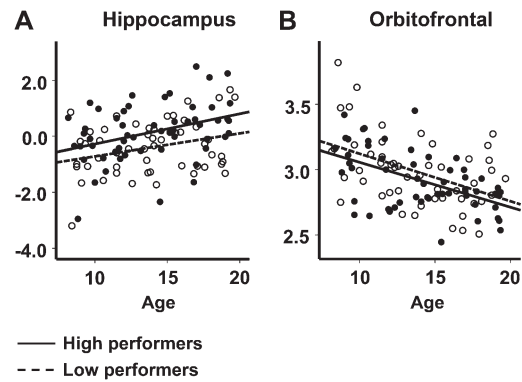 A Hippocampus
2.0
0.0
-2.0
-4.0
10 15 20
Age
B Orbitofrontal
3.5
3.0
2.5
10 15 20
Age
High performers
Low performers